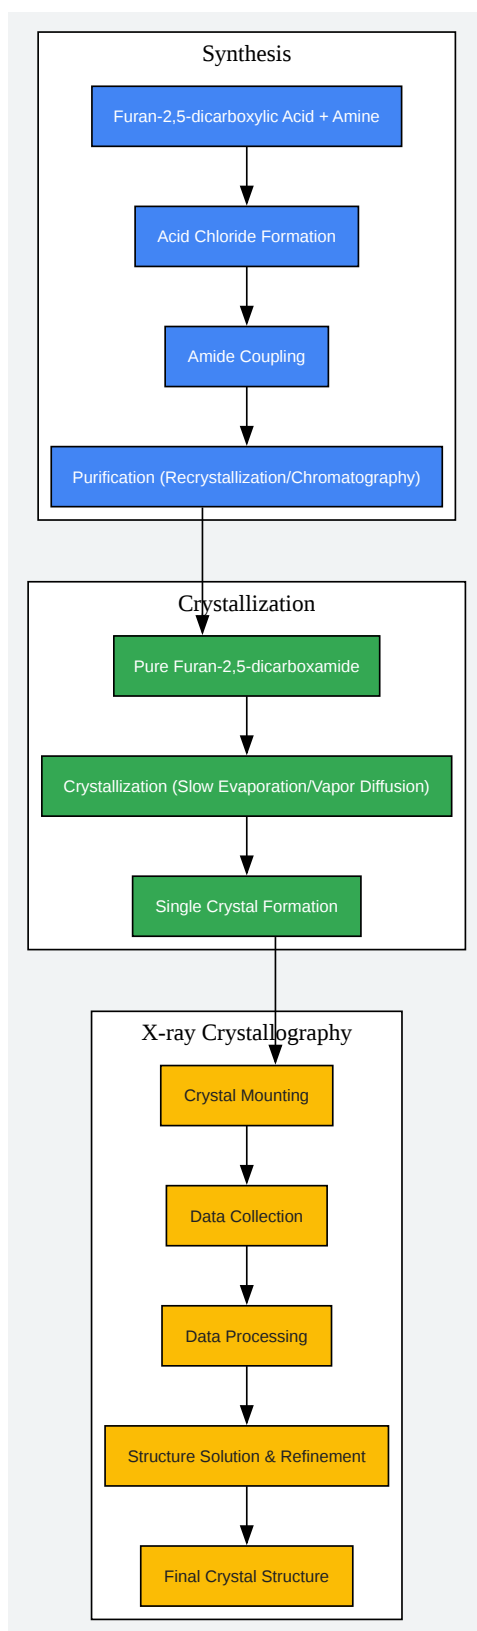 Synthesis
Furan-2,5-dicarboxylic Acid + Amine
Acid Chloride Formation
Amide Coupling
Purification (Recrystallization/Chromatography)
Crystallization
Pure Furan-2,5-dicarboxamide
Crystallization (Slow Evaporation/Vapor Diffusion)
Single Crystal Formation
X-ray Crystallography
Crystal Mounting
Data Collection
Data Processing
Structure Solution & Refinement
Final Crystal Structure